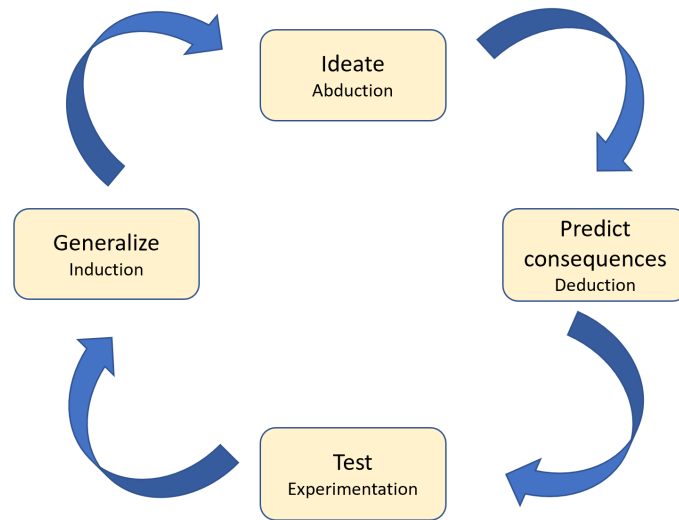 Ideate
Abduction
Predict
consequences
Deduction
Generalize
Induction
Test
Experimentation